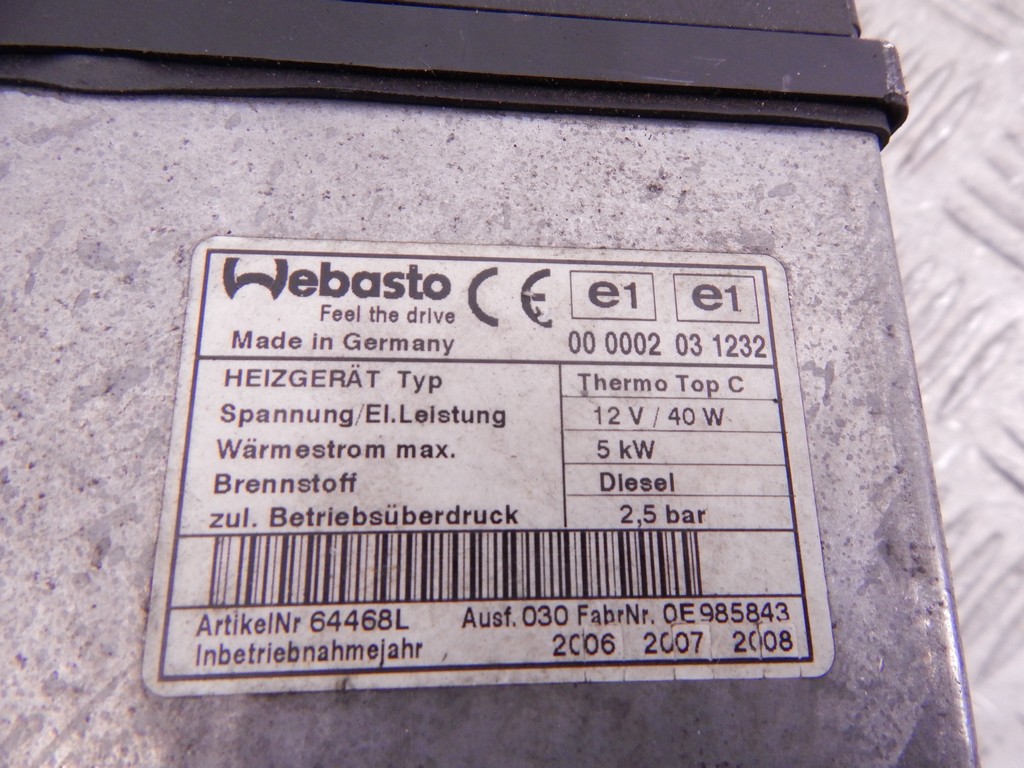 Webasto CE e1 e1
Feel the drive
Made in Germany 00 0002 03 1232
HEIZGERÄT Typ Thermo Top C
Spannung/El.Leistung 12 V / 40 W
Wärmestrom max. 5 kW
Brennstoff Diesel
zul. Betriebsüberdruck 2,5 bar
ArtikelNr 64468L Ausf. 030 FabrNr. 0E985843
Inbetriebnahmejahr 2006 2007 2008